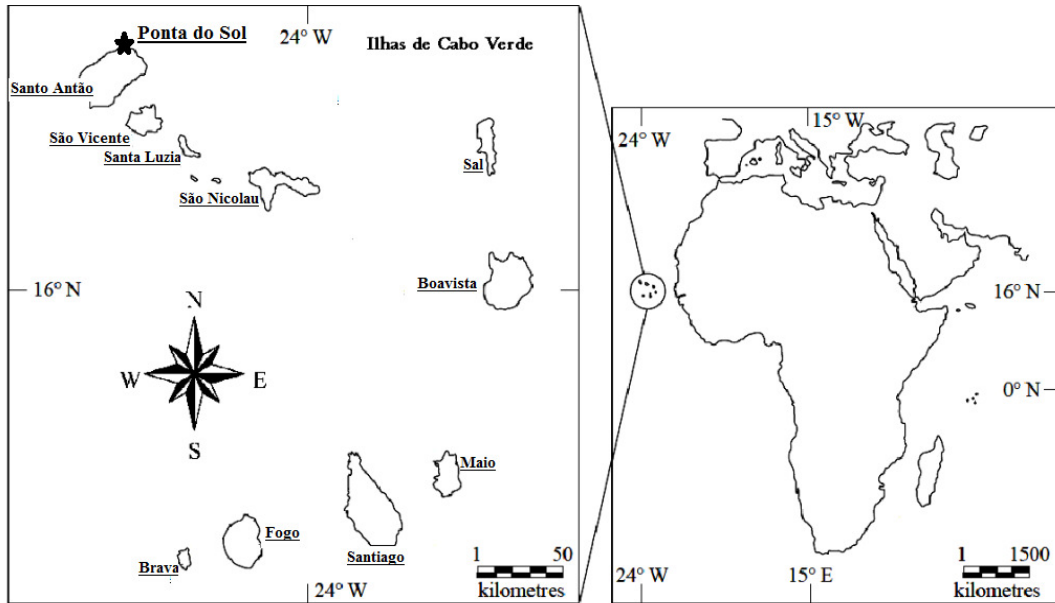 Ponta do Sol
24° W
Ilhas de Cabo Verde
Santo Antão
São Vicente
Santa Luzia
São Nicolau
Sal
Boavista
16° N
N
W E
S
Maio
Fogo
Santiago
Brava
1 50
kilometres
24° W
15° W
24° W
16° N
0° N
1 1500
kilometres
24° W
15° E